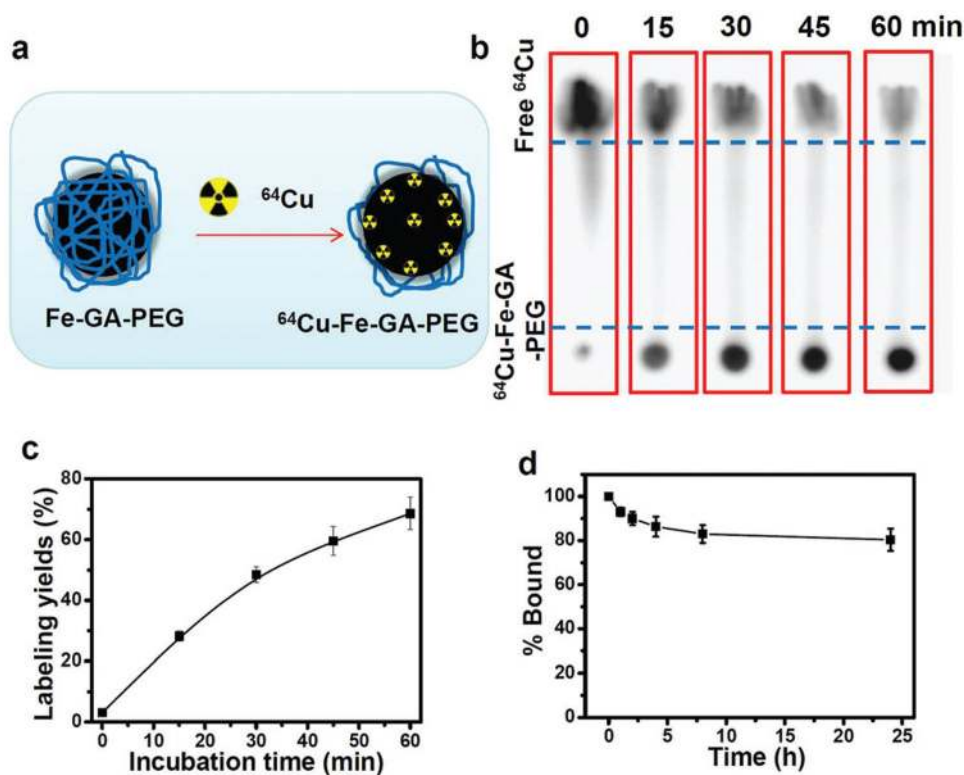 a
⁶⁴Cu
Fe-GA-PEG
⁶⁴Cu-Fe-GA-PEG
b
0 15 30 45 60 min
Free ⁶⁴Cu
⁶⁴Cu-Fe-GA
-PEG
c
Labeling yields (%)
80
60
40
20
0
0 10 20 30 40 50 60
Incubation time (min)
d
% Bound
100
80
60
40
20
0
0 5 10 15 20 25
Time (h)